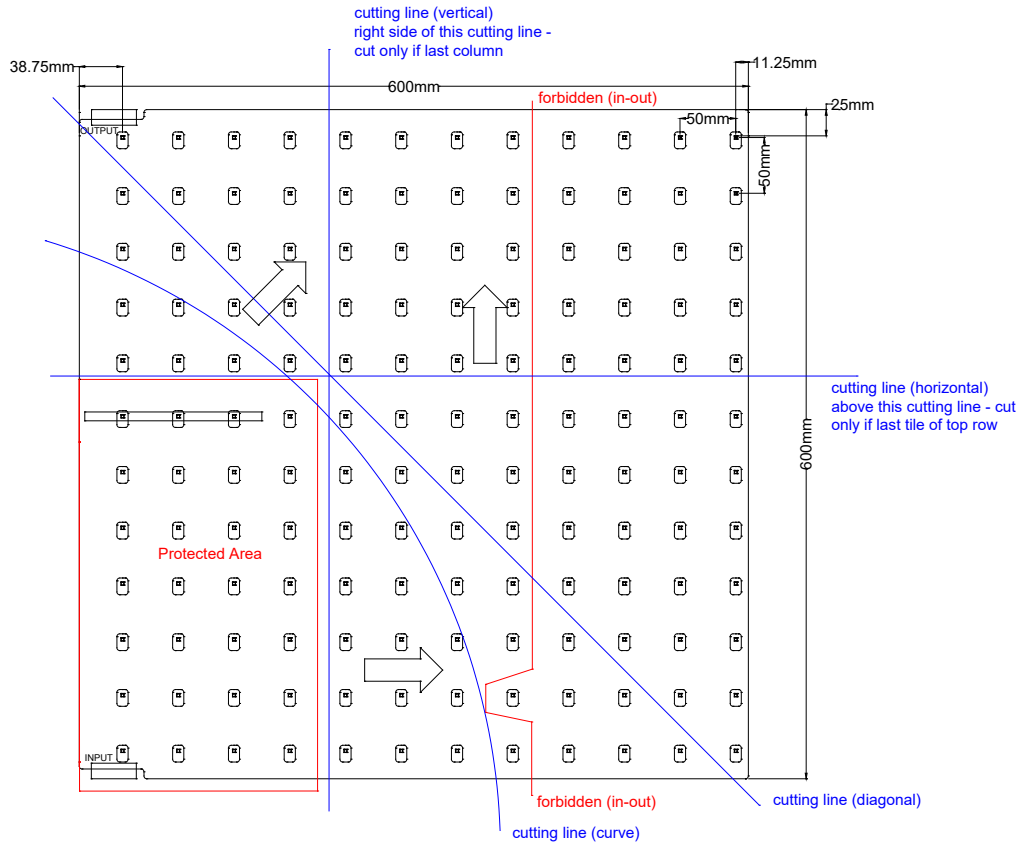 cutting line (vertical)
right side of this cutting line -
cut only if last column
38.75mm
11.25mm
600mm
forbidden (in-out)
25mm
50mm
OUTPUT
50mm
cutting line (horizontal)
above this cutting line - cut
only if last tile of top row
600mm
Protected Area
INPUT
forbidden (in-out)
cutting line (diagonal)
cutting line (curve)